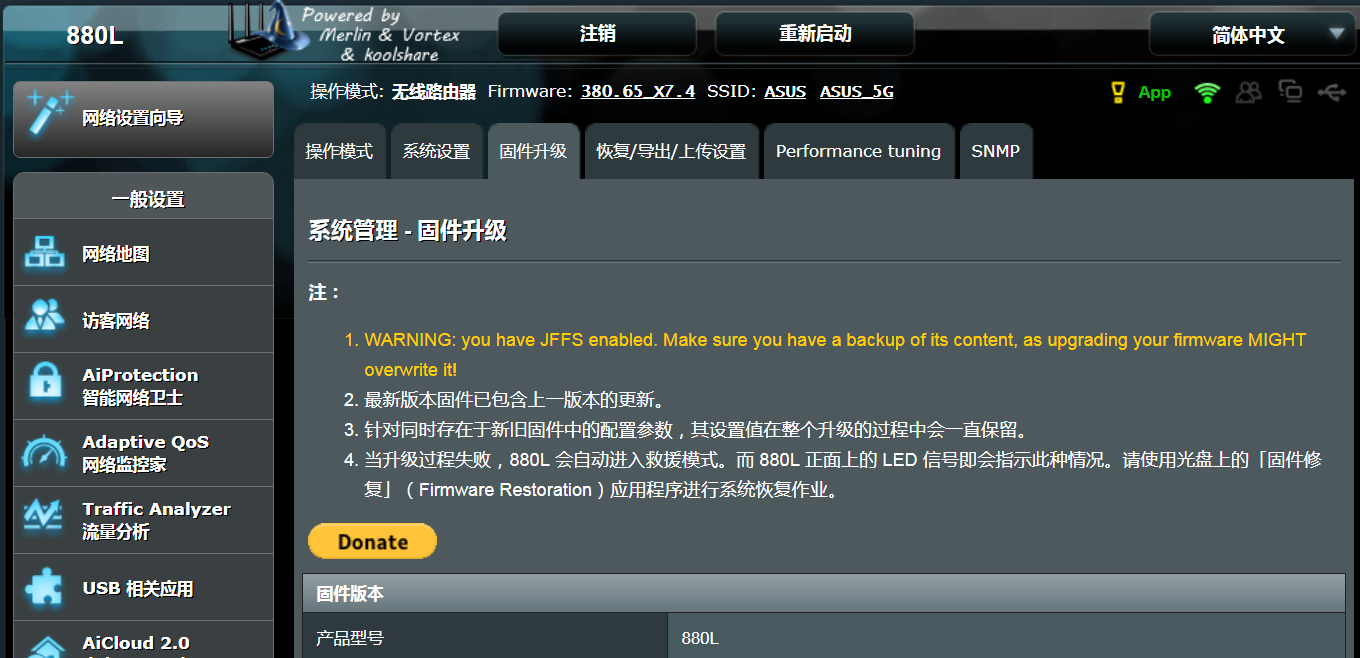 880L
Powered by
Merlin & Vortex
& koolshare
注销
重新启动
简体中文
网络设置向导
操作模式: 无线路由器 Firmware: 380.65_X7.4 SSID: ASUS ASUS_5G
App
操作模式
系统设置
固件升级
恢复/导出/上传设置
Performance tuning
SNMP
一般设置
网络地图
访客网络
AiProtection
智能网络卫士
Adaptive QoS
网络监控家
Traffic Analyzer
流量分析
USB 相关应用
AiCloud 2.0
系统管理 - 固件升级
注：
1. WARNING: you have JFFS enabled. Make sure you have a backup of its content, as upgrading your firmware MIGHT
overwrite it!
2. 最新版本固件已包含上一版本的更新。
3. 针对同时存在于新旧固件中的配置参数，其设置值在整个升级的过程中会一直保留。
4. 当升级过程失败，880L 会自动进入救援模式。而 880L 正面上的 LED 信号即会指示此种情况。请使用光盘上的「固件修
复」（Firmware Restoration）应用程序进行系统恢复作业。
Donate
固件版本
产品型号 880L